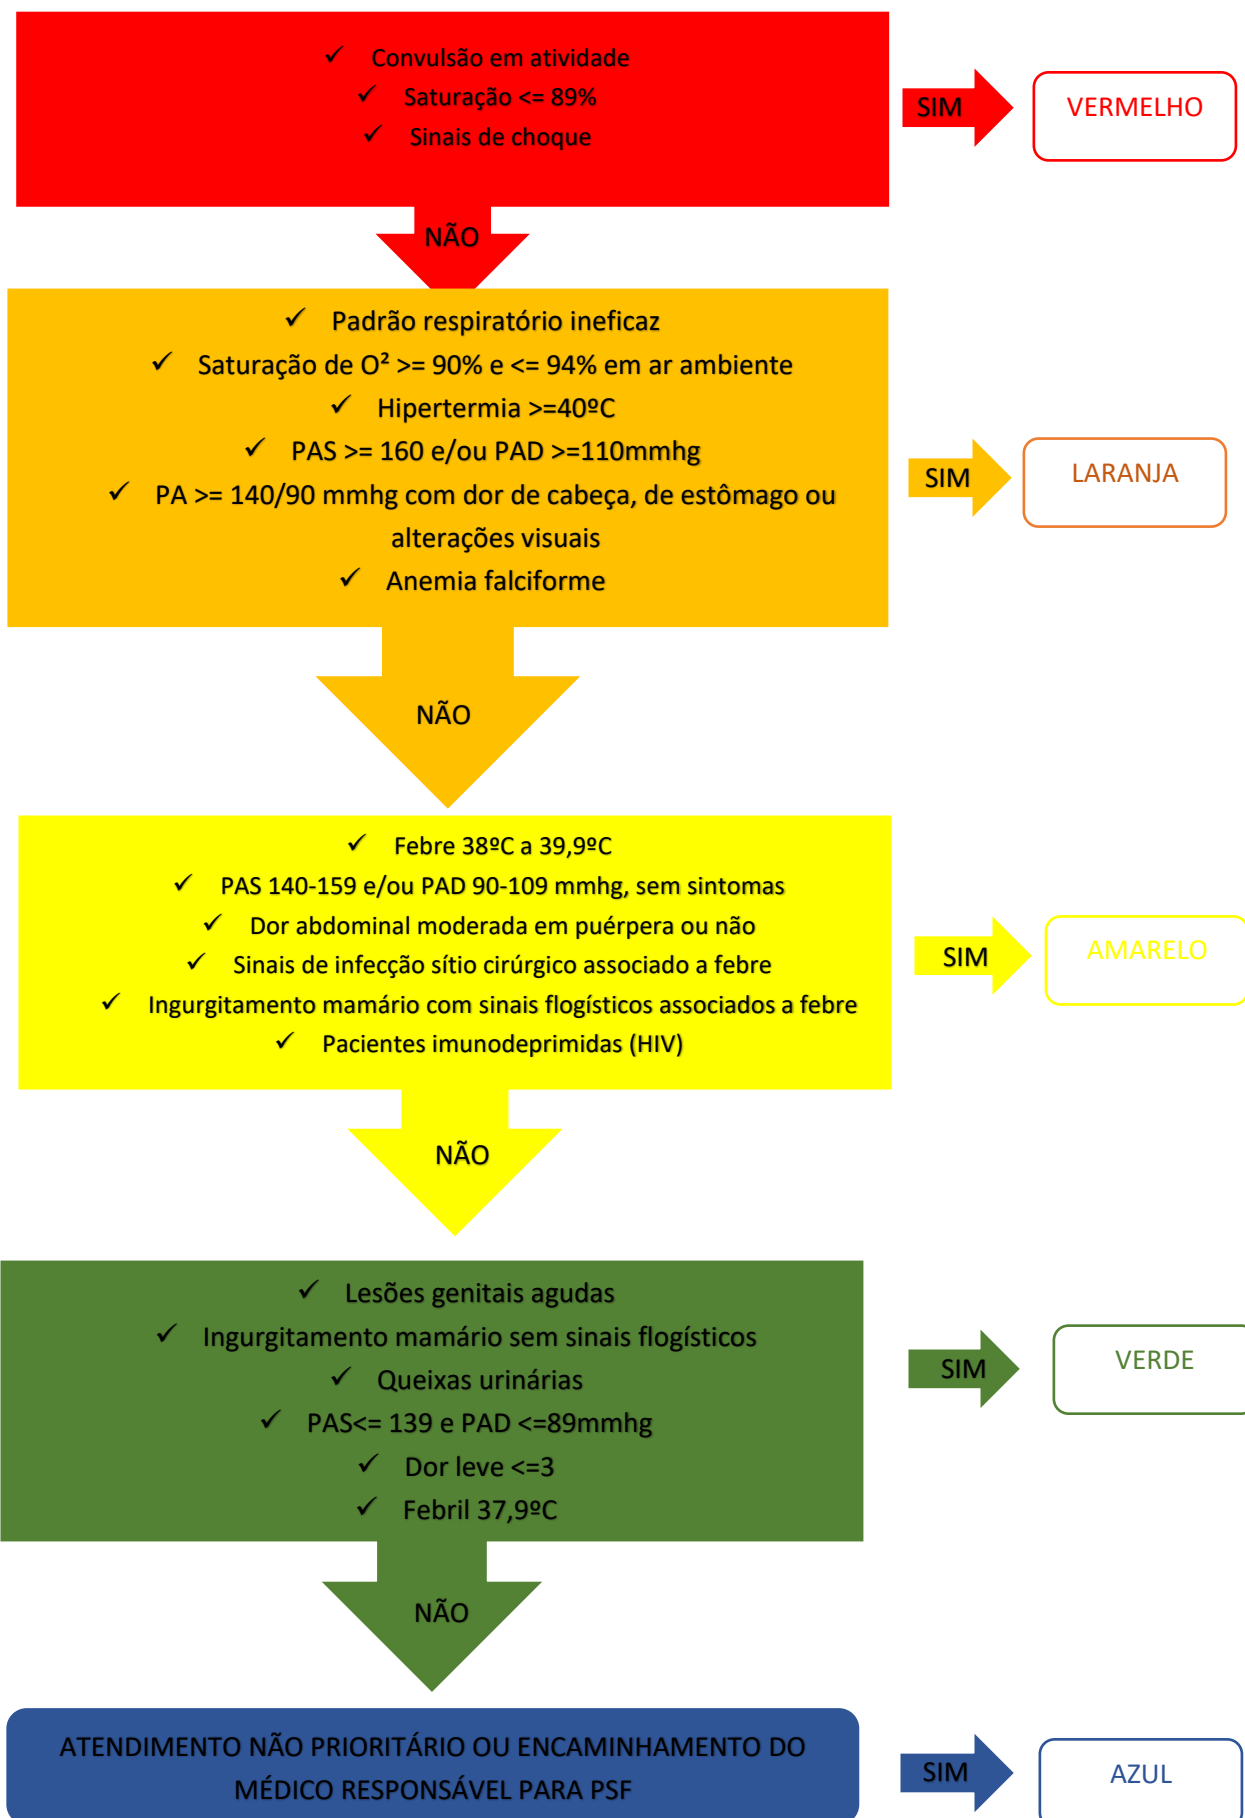 ✓ Convulsão em atividade
✓ Saturação <= 89%
✓ Sinais de choque
SIM
VERMELHO
NÃO
✓ Padrão respiratório ineficaz
✓ Saturação de O² >= 90% e <= 94% em ar ambiente
✓ Hipertermia >=40ºC
✓ PAS >= 160 e/ou PAD >=110mmhg
✓ PA >= 140/90 mmhg com dor de cabeça, de estômago ou
alterações visuais
✓ Anemia falciforme
SIM
LARANJA
NÃO
✓ Febre 38ºC a 39,9ºC
✓ PAS 140-159 e/ou PAD 90-109 mmhg, sem sintomas
✓ Dor abdominal moderada em puérpera ou não
✓ Sinais de infecção sítio cirúrgico associado a febre
✓ Ingurgitamento mamário com sinais flogísticos associados a febre
✓ Pacientes imunodeprimidas (HIV)
SIM
AMARELO
NÃO
✓ Lesões genitais agudas
✓ Ingurgitamento mamário sem sinais flogísticos
✓ Queixas urinárias
✓ PAS<= 139 e PAD <=89mmhg
✓ Dor leve <=3
✓ Febril 37,9ºC
SIM
VERDE
NÃO
ATENDIMENTO NÃO PRIORITÁRIO OU ENCAMINHAMENTO DO
MÉDICO RESPONSÁVEL PARA PSF
SIM
AZUL